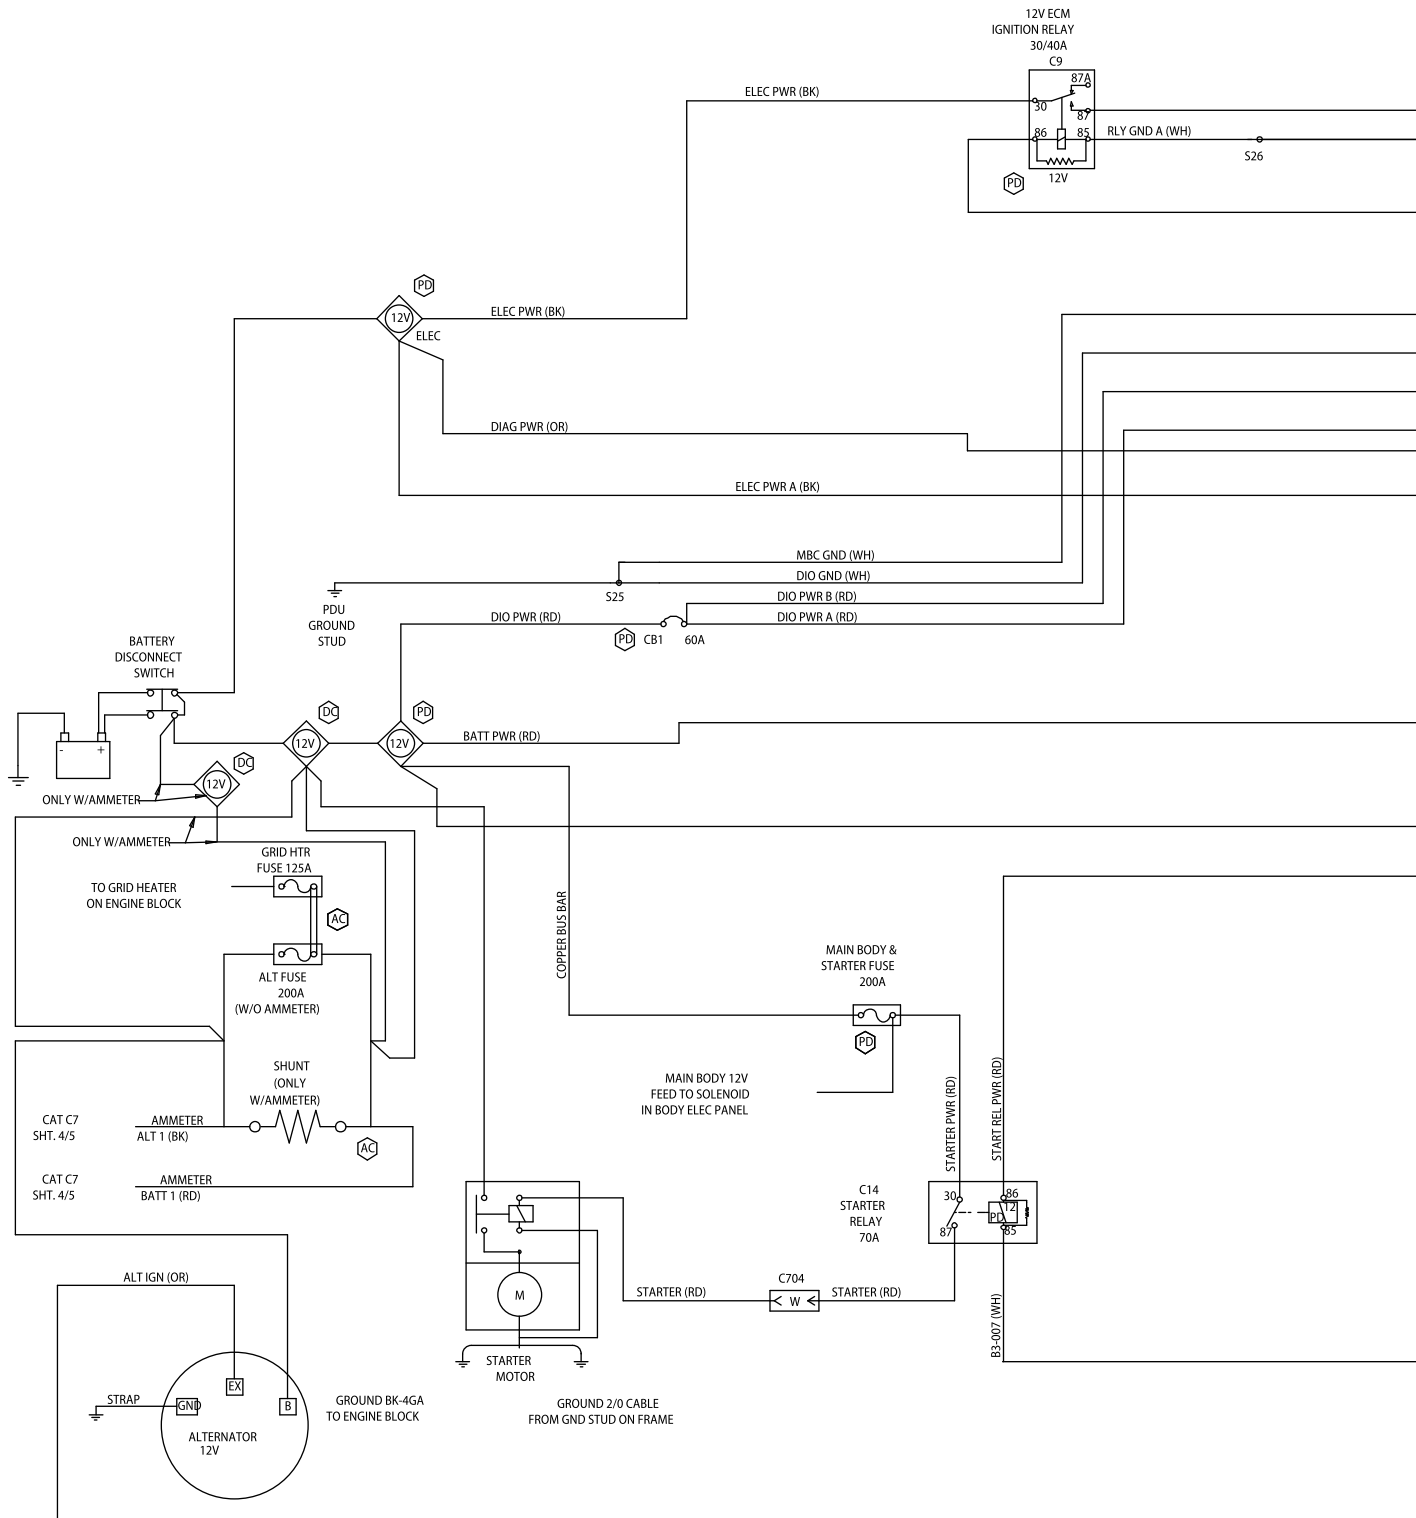 12V ECM
IGNITION RELAY
30/40A
C9
87A
ELEC PWR (BK)
30
87
86
85
RLY GND A (WH)
S26
12V
PD
PD
12V
ELEC PWR (BK)
ELEC
DIAG PWR (OR)
ELEC PWR A (BK)
MBC GND (WH)
DIO GND (WH)
S25
PDU
GROUND
STUD
DIO PWR B (RD)
DIO PWR (RD)
DIO PWR A (RD)
PD
CB1
60A
BATTERY
DISCONNECT
SWITCH
DC
PD
12V
12V
BATT PWR (RD)
-
+
DC
12V
ONLY W/AMMETER
ONLY W/AMMETER
GRID HTR
FUSE 125A
TO GRID HEATER
ON ENGINE BLOCK
AC
COPPER BUS BAR
ALT FUSE
200A
(W/O AMMETER)
MAIN BODY &
STARTER FUSE
200A
PD
SHUNT
(ONLY
W/AMMETER)
MAIN BODY 12V
FEED TO SOLENOID
IN BODY ELEC PANEL
STARTER PWR (RD)
START REL PWR (RD)
CAT C7
SHT. 4/5
AMMETER
ALT 1 (BK)
AC
CAT C7
SHT. 4/5
AMMETER
BATT 1 (RD)
C14
STARTER
RELAY
70A
30
86
12
PD
87
85
ALT IGN (OR)
M
STARTER (RD)
C704
W
STARTER (RD)
B3-007 (WH)
STARTER
MOTOR
EX
STRAP
GND
B
GROUND BK-4GA
TO ENGINE BLOCK
GROUND 2/0 CABLE
FROM GND STUD ON FRAME
ALTERNATOR
12V